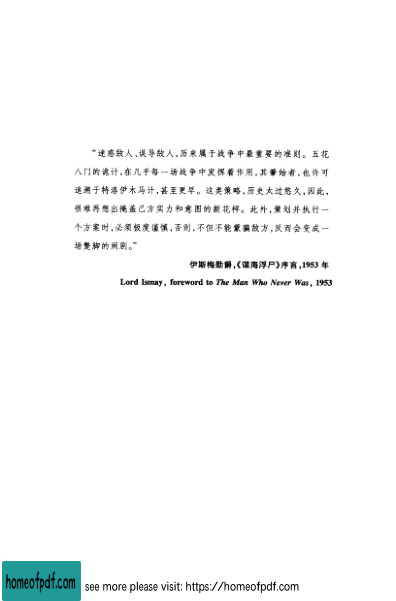 “迷惑敌人、误导敌人,历来属于战争中最重要的准则。五花
八门的诡计,在几乎每一场战争中发挥着作用,其肇始者,也许可
追溯于特洛伊木马计,甚至更早。这类策略,历史太过悠久,因此,
很难再想出掩盖己方实力和意图的新花样。此外,策划并执行一
个方案时,必须极度谨慎,否则,不但不能蒙骗敌方,反而会变成一
场蹩脚的闹剧。”
伊斯梅勋爵,《谍海浮尸》序言,1953 年
Lord Ismay, foreword to The Man Who Never Was, 1953
homeofpdf.com
see more please visit: https://homeofpdf.com